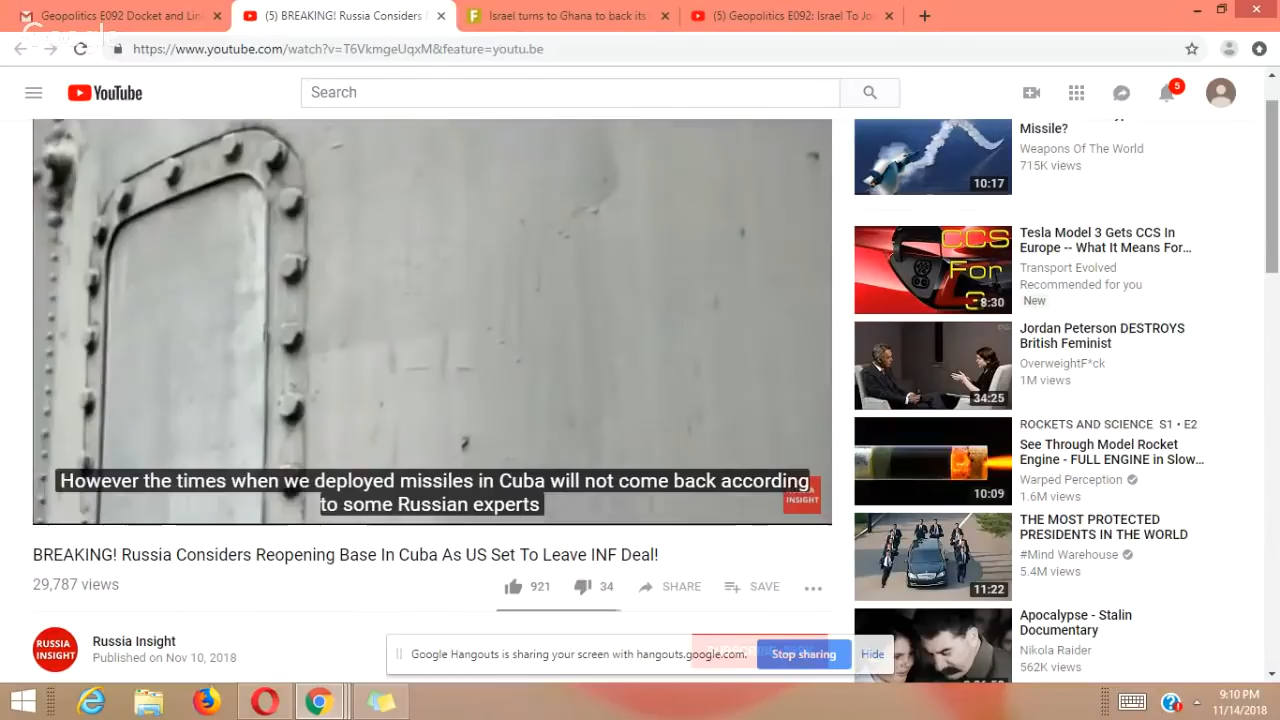 Geopolitics E092 Docket and Lin
(5) BREAKING! Russia Considers
Israel turns to Ghana to back its
(5) Geopolitics E092: Israel To Jo
https://www.youtube.com/watch?v=T6VkmgeUqxM&feature=youtu.be
YouTube
Search
5
Missile?
Weapons Of The World
715K views
10:17
Tesla Model 3 Gets CCS In
Europe -- What It Means For...
Transport Evolved
Recommended for you
New
CCS
For
8:30
Jordan Peterson DESTROYS
British Feminist
OverweightF*ck
1M views
34:25
ROCKETS AND SCIENCE S1 • E2
See Through Model Rocket
Engine - FULL ENGINE in Slow...
Warped Perception
1.6M views
10:09
THE MOST PROTECTED
PRESIDENTS IN THE WORLD
#Mind Warehouse
5.4M views
11:22
Apocalypse - Stalin
Documentary
Nikola Raider
562K views
However the times when we deployed missiles in Cuba will not come back according
to some Russian experts
INSIGHT
BREAKING! Russia Considers Reopening Base In Cuba As US Set To Leave INF Deal!
29,787 views
921
34
SHARE
SAVE
RUSSIA
INSIGHT
Russia Insight
Published on Nov 10, 2018
Google Hangouts is sharing your screen with hangouts.google.com.
Stop sharing
Hide
9:10 PM
11/14/2018